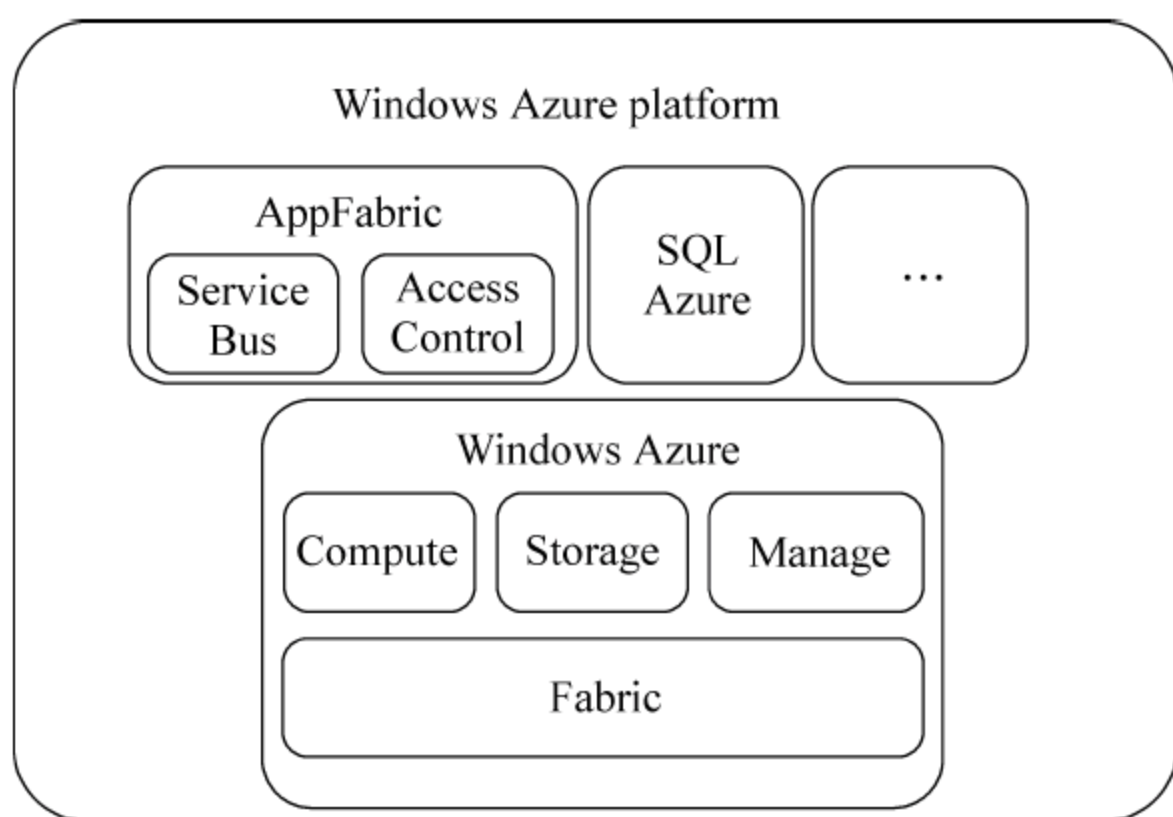 Windows Azure platform
AppFabric
Service
Bus
Access
Control
SQL
Azure
...
Windows Azure
Compute
Storage
Manage
Fabric